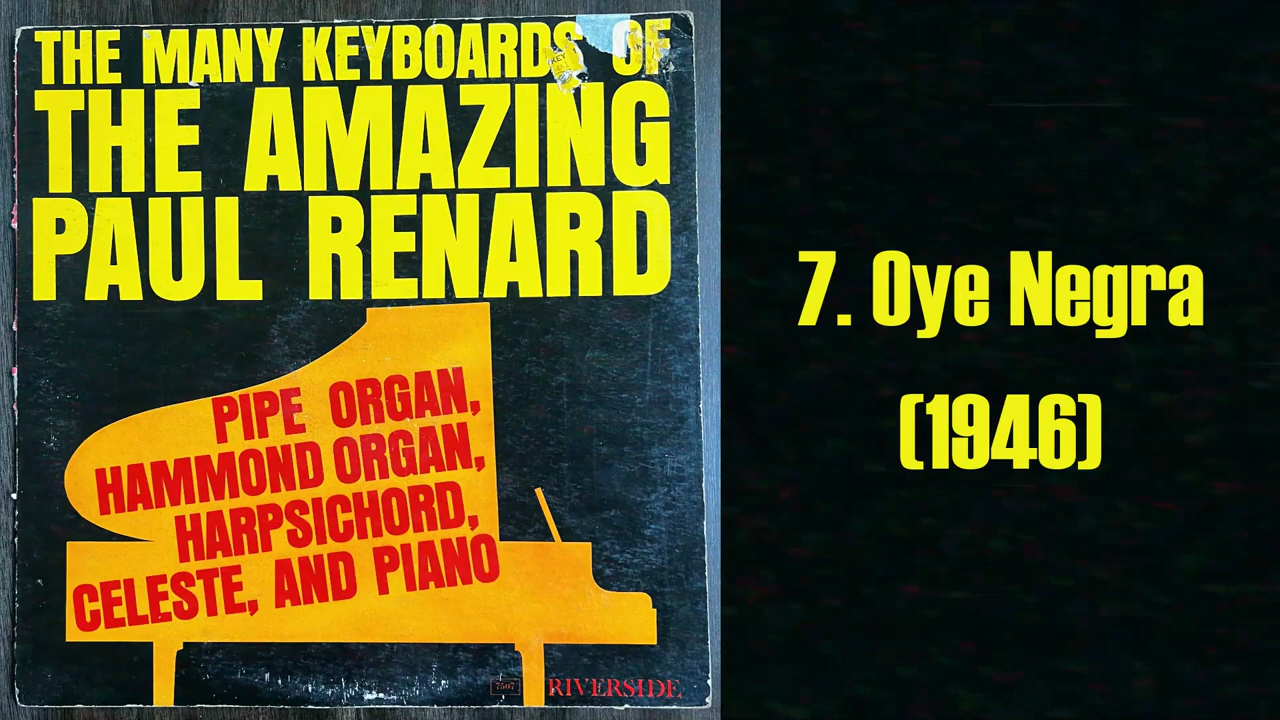 THE MANY KEYBOARDS OF
THE AMAZING
PAUL RENARD
PIPE ORGAN,
HAMMOND ORGAN,
HARPSICHORD,
CELESTE, AND PIANO
7507 RIVERSIDE
7. Oye Negra
(1946)